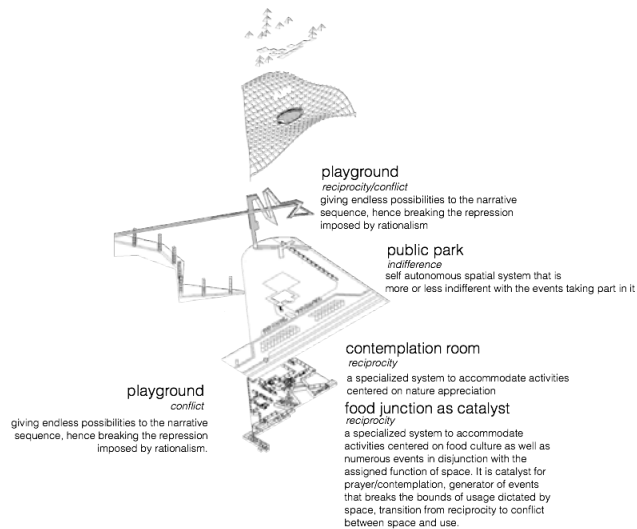 playground
reciprocity/conflict
giving endless possibilities to the narrative
sequence, hence breaking the repression
imposed by rationalism
public park
indifference
self autonomous spatial system that is
more or less indifferent with the events taking part in it
contemplation room
reciprocity
a specialized system to accommodate activities
centered on nature appreciation
playground
conflict
giving endless possibilities to the narrative
sequence, hence breaking the repression
imposed by rationalism.
food junction as catalyst
reciprocity
a specialized system to accommodate
activities centered on food culture as well as
numerous events in disjunction with the
assigned function of space. It is catalyst for
prayer/contemplation, generator of events
that breaks the bounds of usage dictated by
space, transition from reciprocity to conflict
between space and use.